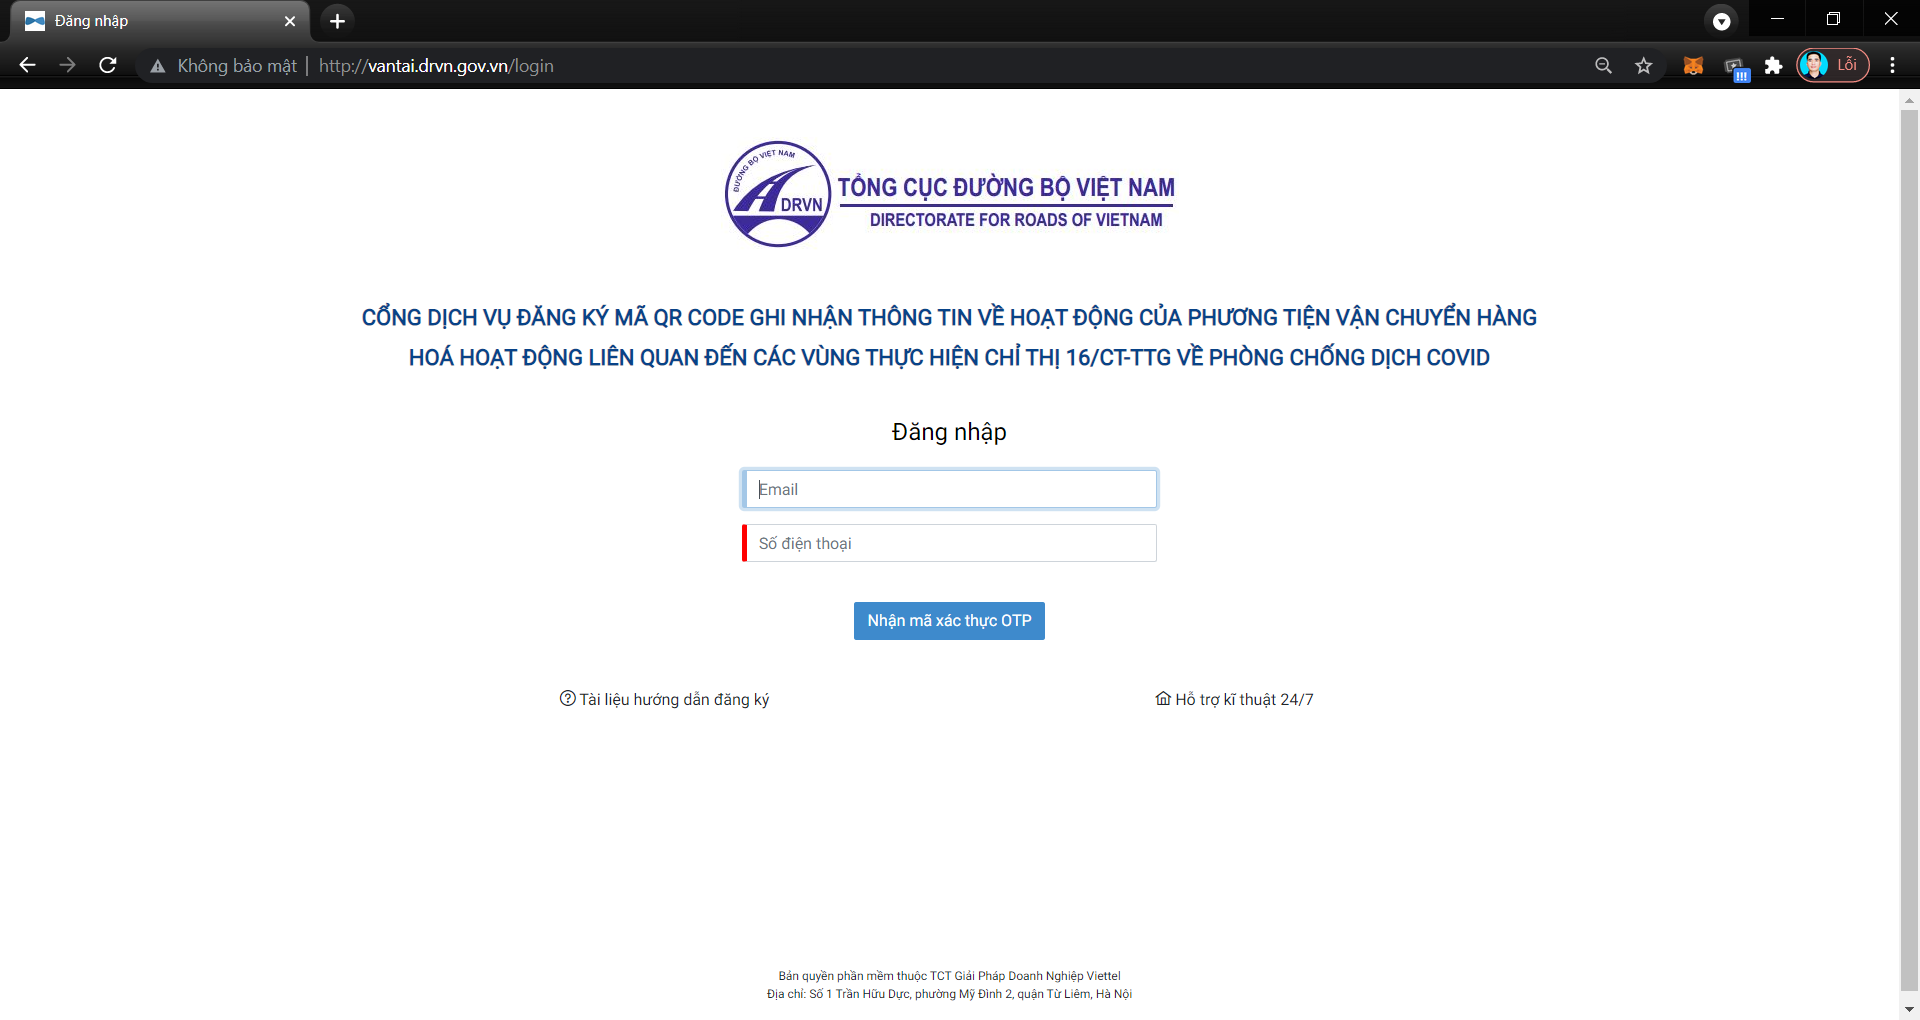 Đăng nhập
Không bảo mật | http://vantai.drvn.gov.vn/login
Lỗi
ĐƯỜNG BỘ VIỆT NAM
DRVN
TỔNG CỤC ĐƯỜNG BỘ VIỆT NAM
DIRECTORATE FOR ROADS OF VIETNAM
CỔNG DỊCH VỤ ĐĂNG KÝ MÃ QR CODE GHI NHẬN THÔNG TIN VỀ HOẠT ĐỘNG CỦA PHƯƠNG TIỆN VẬN CHUYỂN HÀNG
HOÁ HOẠT ĐỘNG LIÊN QUAN ĐẾN CÁC VÙNG THỰC HIỆN CHỈ THỊ 16/CT-TTG VỀ PHÒNG CHỐNG DỊCH COVID
Đăng nhập
Email
Số điện thoại
Nhận mã xác thực OTP
Tài liệu hướng dẫn đăng ký
Hỗ trợ kĩ thuật 24/7
Bản quyền phần mềm thuộc TCT Giải Pháp Doanh Nghiệp Viettel
Địa chỉ: Số 1 Trần Hữu Dực, phường Mỹ Đình 2, quận Từ Liêm, Hà Nội